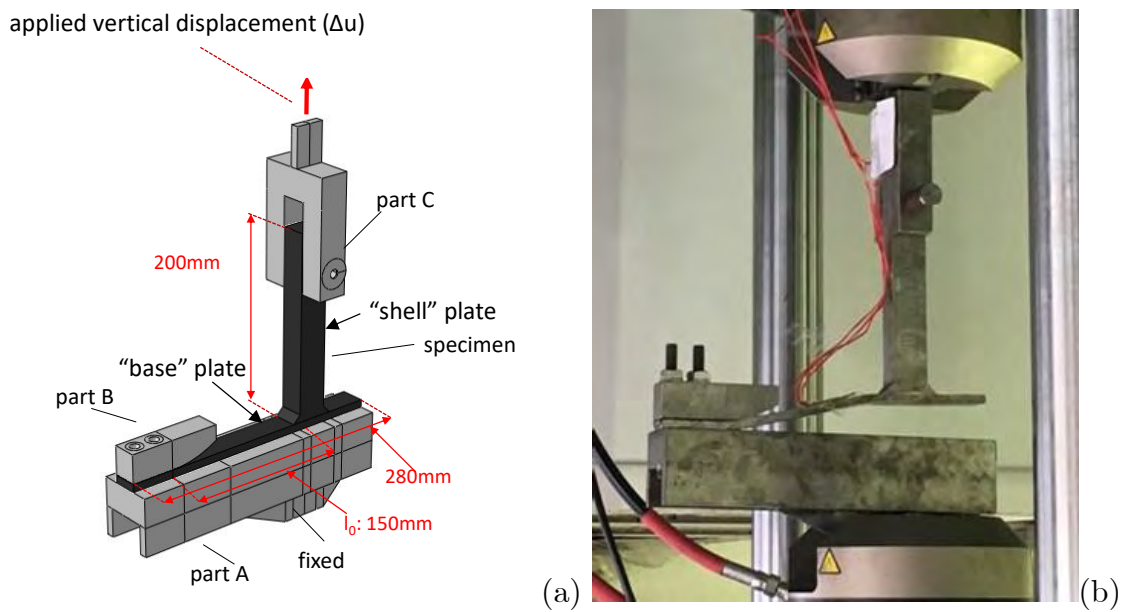 applied vertical displacement (Δu)
part C
200mm
“shell” plate
specimen
“base” plate
part B
280mm
l₀: 150mm
fixed
part A
(a)
(b)